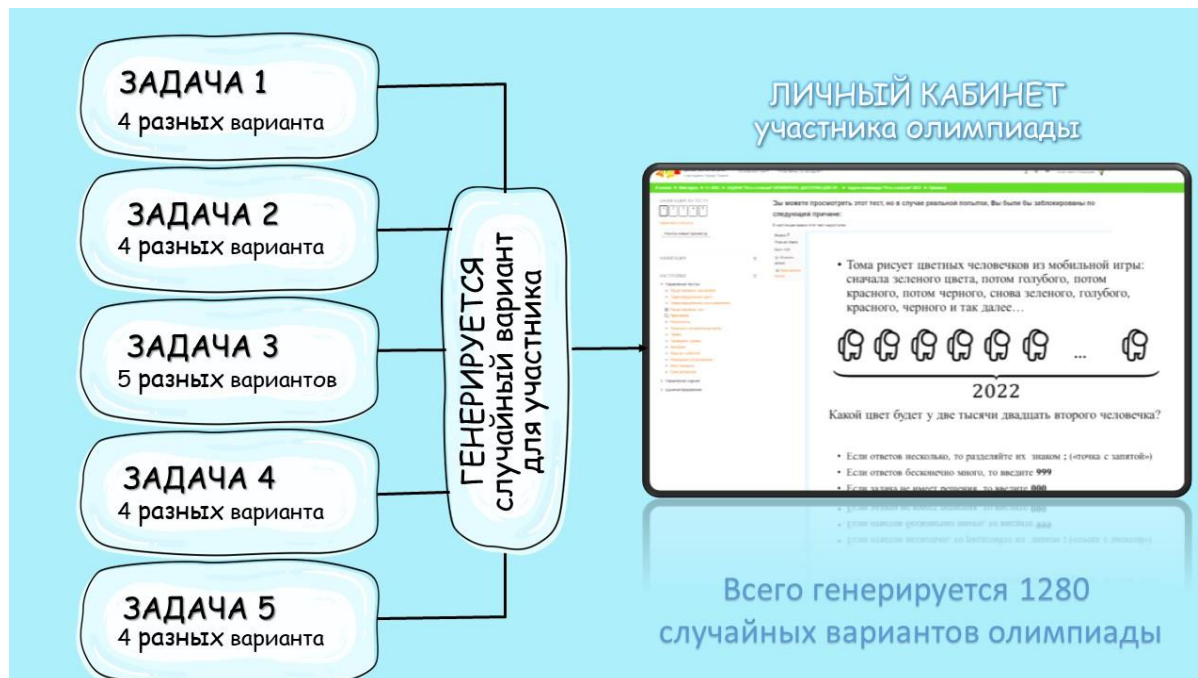 ЗАДАЧА 1
4 разных варианта
ЗАДАЧА 2
4 разных варианта
ЗАДАЧА 3
5 разных вариантов
ЗАДАЧА 4
4 разных варианта
ЗАДАЧА 5
4 разных варианта
ГЕНЕРИРУЕТСЯ
случайный вариант
для участника
ЛИЧНЫЙ КАБИНЕТ
участника олимпиады
Вы можете просмотреть этот тест, но в случае реальной попытки, Вы были бы заблокированы по
следующей причине:
• Тома рисует цветных человечков из мобильной игры:
сначала зеленого цвета, потом голубого, потом
красного, потом черного, снова зеленого, голубого,
красного, черного и так далее…
...
2022
Какой цвет будет у две тысячи двадцать второго человечка?
• Если ответов несколько, то разделяйте их знаком ; («точка с запятой»)
• Если ответов бесконечно много, то введите 999
• Если задача не имеет решения, то введите 000
Всего генерируется 1280
случайных вариантов олимпиады